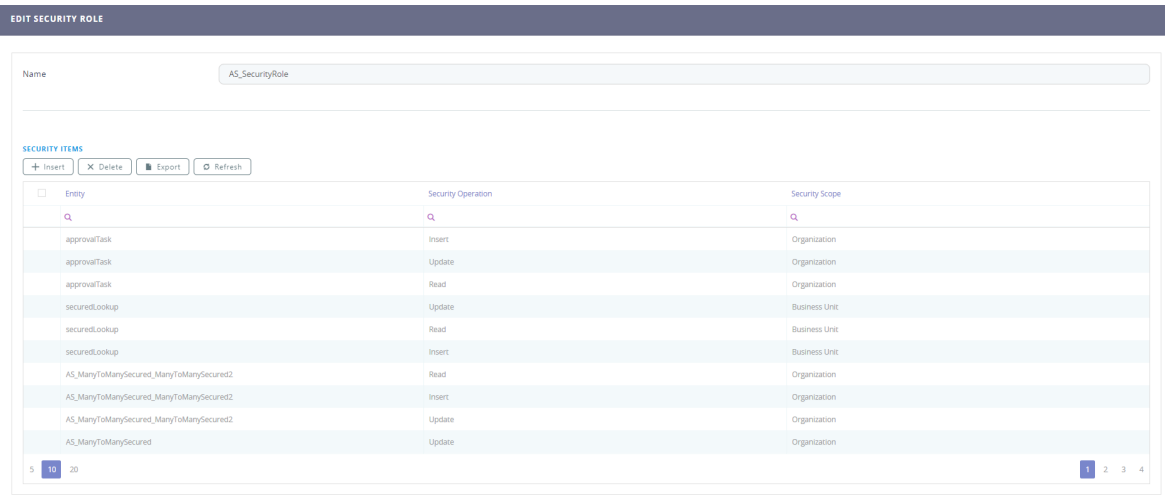 EDIT SECURITY ROLE
Name AS_SecurityRole
SECURITY ITEMS
Insert Delete Export Refresh
Entity Security Operation Security Scope
approvalTask Insert Organization
approvalTask Update Organization
approvalTask Read Organization
securedLookup Update Business Unit
securedLookup Read Business Unit
securedLookup Insert Business Unit
AS_ManyToManySecured_ManyToManySecured2 Read Organization
AS_ManyToManySecured_ManyToManySecured2 Insert Organization
AS_ManyToManySecured_ManyToManySecured2 Update Organization
AS_ManyToManySecured Update Organization
5 10 20 1 2 3 4